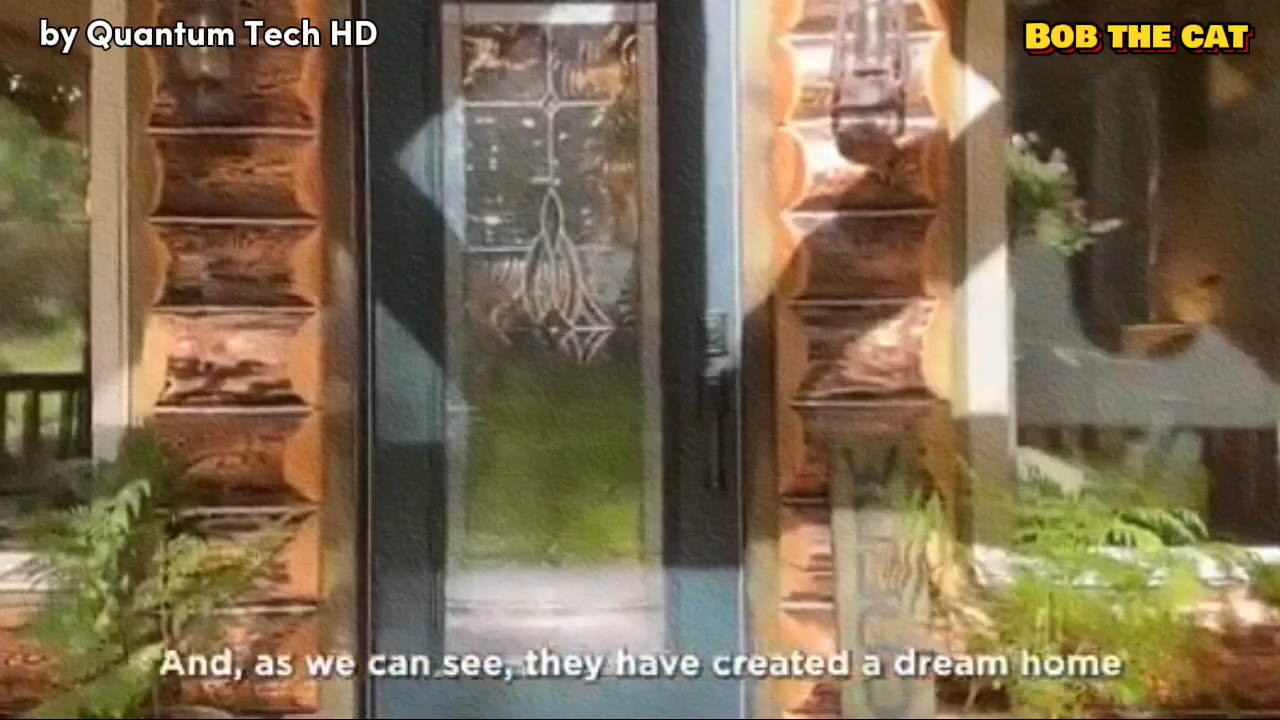 by Quantum Tech HD
BOB THE CAT
And, as we can see, they have created a dream home